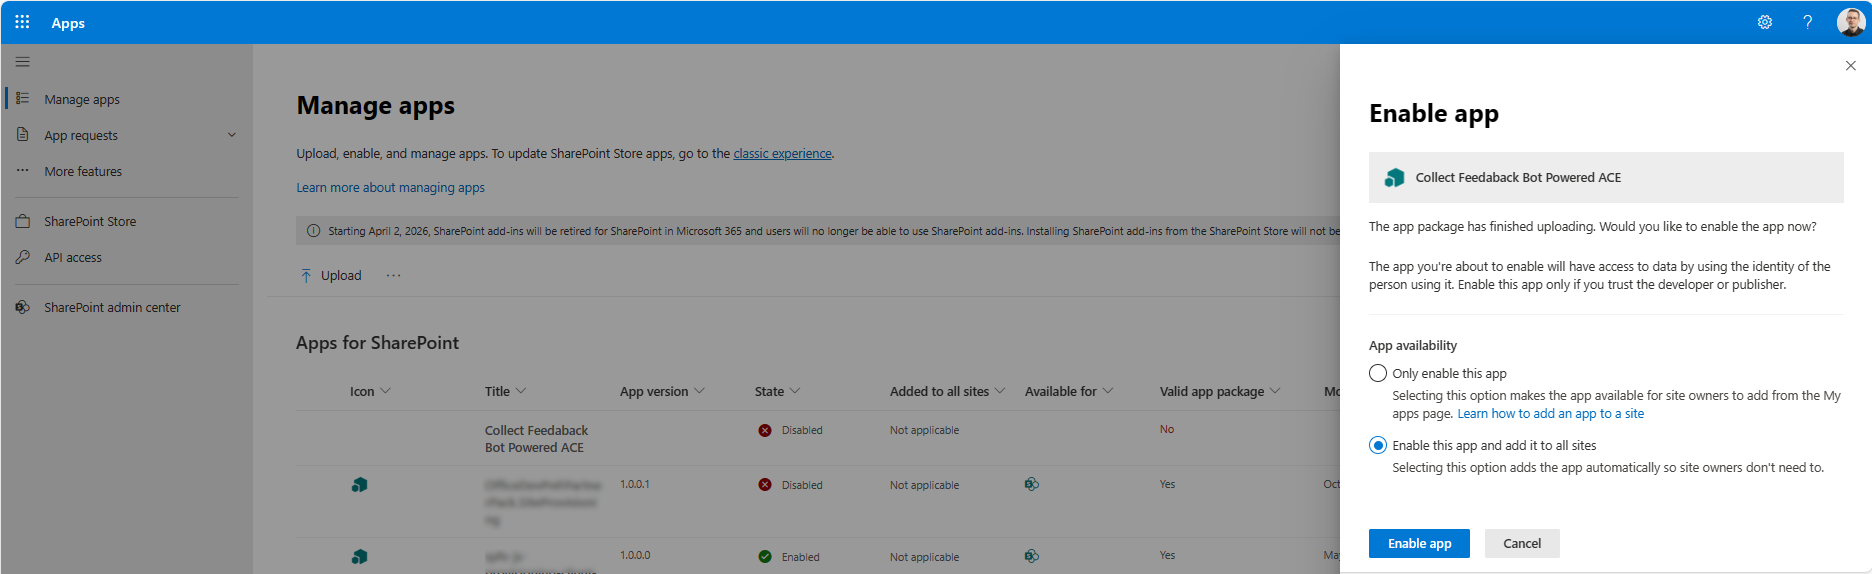 Apps
?
Manage apps
App requests
More features
SharePoint Store
API access
SharePoint admin center
Manage apps
Upload, enable, and manage apps. To update SharePoint Store apps, go to the classic experience.
Learn more about managing apps
Starting April 2, 2026, SharePoint add-ins will be retired for SharePoint in Microsoft 365 and users will no longer be able to use SharePoint add-ins. Installing SharePoint add-ins from the SharePoint Store will not be
Upload
Apps for SharePoint
Icon Title App version State Added to all sites Available for Valid app package Mo
Collect Feedaback
Bot Powered ACE
Disabled Not applicable No
1.0.0.1 Disabled Not applicable Yes Oct
1.0.0.0 Enabled Not applicable Yes May
Enable app
Collect Feedaback Bot Powered ACE
The app package has finished uploading. Would you like to enable the app now?
The app you're about to enable will have access to data by using the identity of the
person using it. Enable this app only if you trust the developer or publisher.
App availability
Only enable this app
Selecting this option makes the app available for site owners to add from the My
apps page. Learn how to add an app to a site
Enable this app and add it to all sites
Selecting this option adds the app automatically so site owners don't need to.
Enable app
Cancel